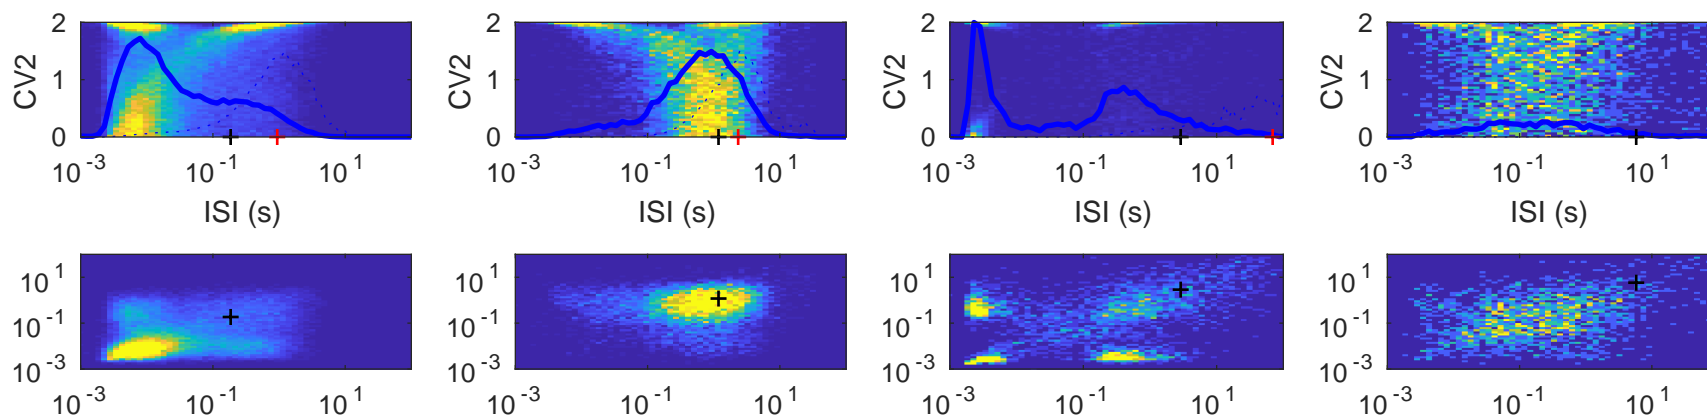 CV2 2 1 0 CV2 2 1 0 CV2 2 1 0 CV2 2 1 0
10^-3 10^-1 10^1 10^-3 10^-1 10^1 10^-3 10^-1 10^1 10^-3 10^-1 10^1
ISI (s) ISI (s) ISI (s) ISI (s)
10^1 10^1 10^1 10^1
10^-1 10^-1 10^-1 10^-1
10^-3 10^-3 10^-3 10^-3
10^-3 10^-1 10^1 10^-3 10^-1 10^1 10^-3 10^-1 10^1 10^-3 10^-1 10^1